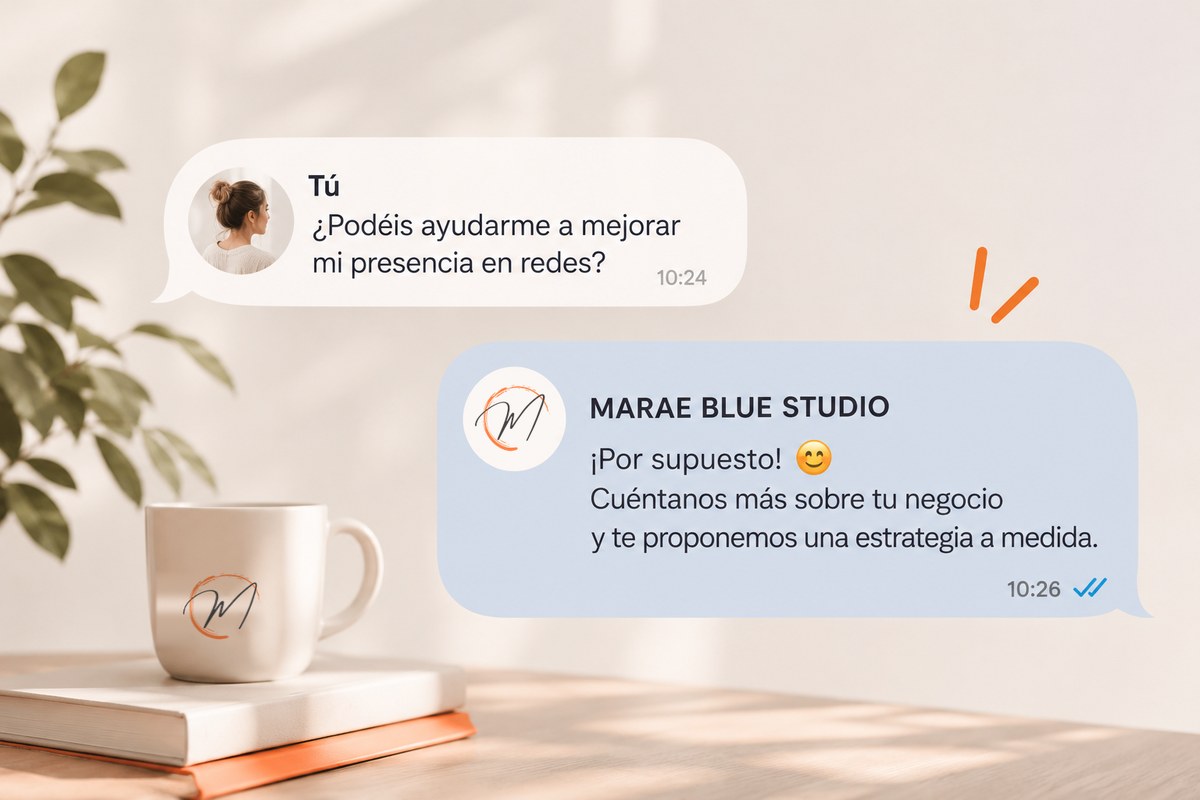 Tú
¿Podéis ayudarme a mejorar
mi presencia en redes?
10:24
M
MARAE BLUE STUDIO
¡Por supuesto! 😊
Cuéntanos más sobre tu negocio
y te proponemos una estrategia a medida.
10:26
M